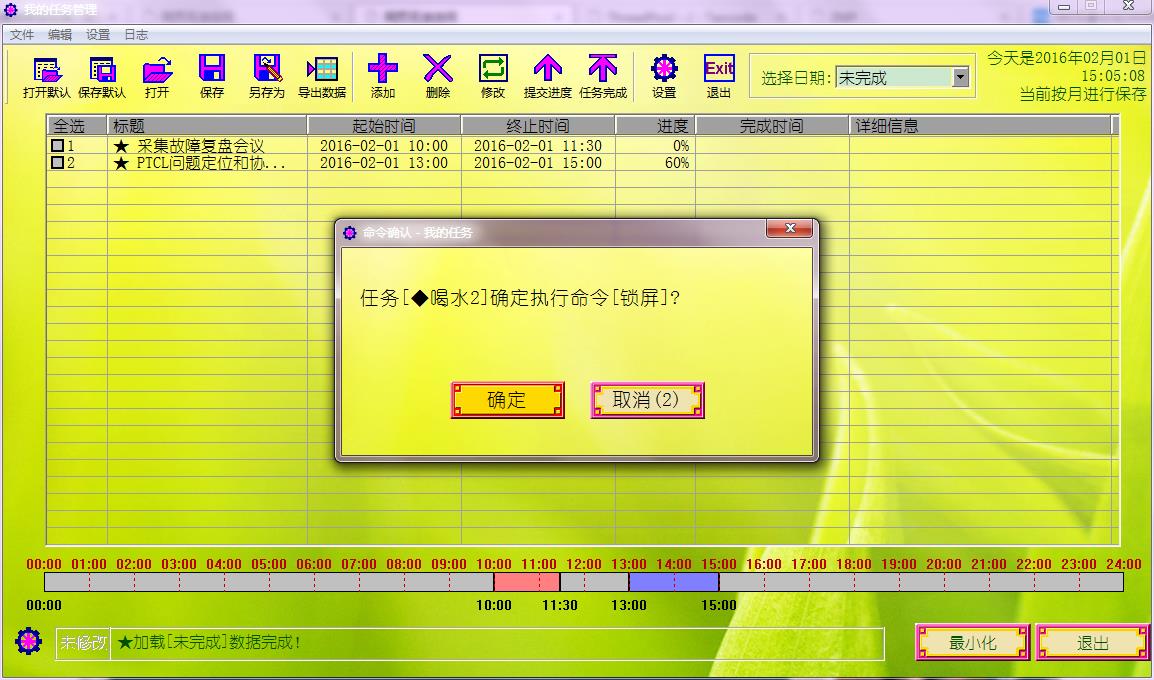 我的任务管理
文件 编辑 设置 日志
打开默认 保存默认 打开 保存 另存为 导出数据 添加 删除 修改 提交进度 任务完成 设置 Exit 退出
选择日期: 未完成
今天是2016年02月01日
15:05:08
当前按月进行保存
全选 标题 起始时间 终止时间 进度 完成时间 详细信息
1 ★ 采集故障复盘会议 2016-02-01 10:00 2016-02-01 11:30 0%
2 ★ PTCL问题定位和协... 2016-02-01 13:00 2016-02-01 15:00 60%
命令确认 - 我的任务
任务[◆喝水2]确定执行命令[锁屏]?
确定 取消(2)
00:00 01:00 02:00 03:00 04:00 05:00 06:00 07:00 08:00 09:00 10:00 11:00 12:00 13:00 14:00 15:00 16:00 17:00 18:00 19:00 20:00 21:00 22:00 23:00 24:00
00:00 10:00 11:30 13:00 15:00
未修改 ★加载[未完成]数据完成!
最小化 退出